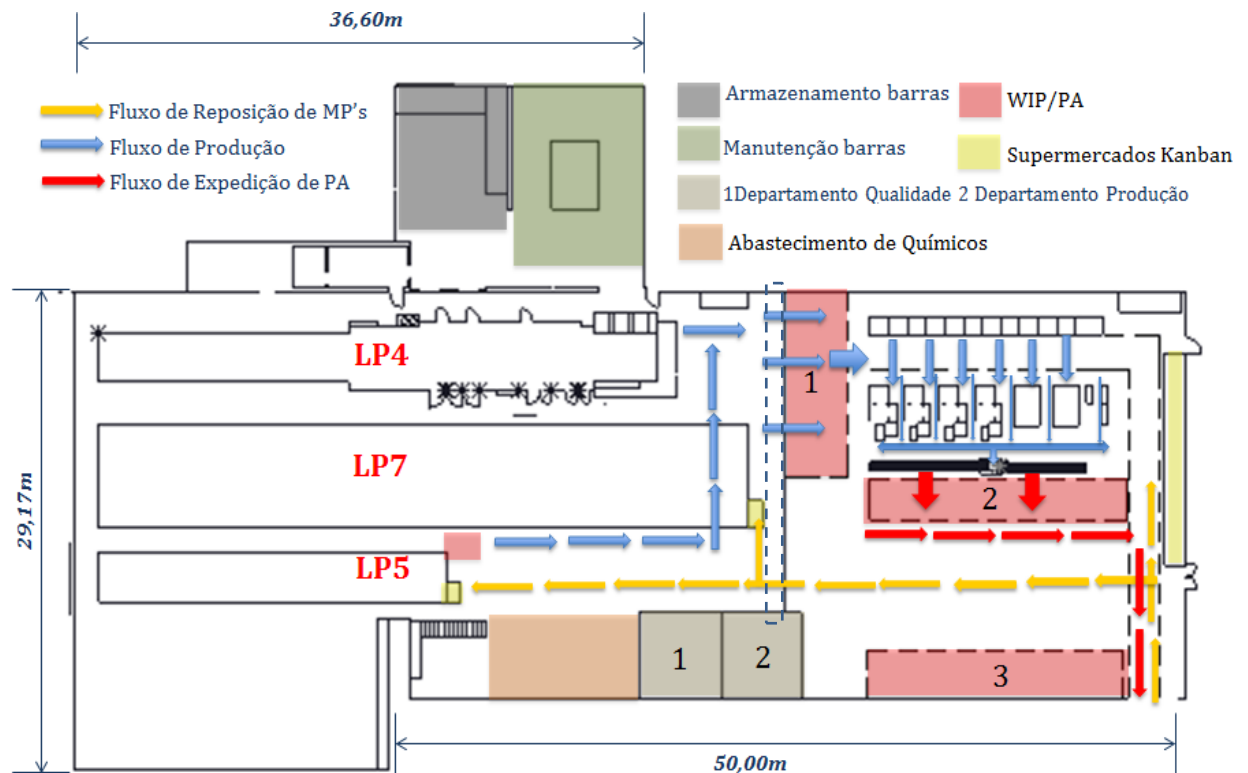 36,60m
Fluxo de Reposição de MP's
Fluxo de Produção
Fluxo de Expedição de PA
Armazenamento barras
WIP/PA
Manutenção barras
Supermercados Kanban
1Departamento Qualidade 2 Departamento Produção
Abastecimento de Químicos
29,17m
LP4
1
LP7
2
LP5
1
2
3
50,00m